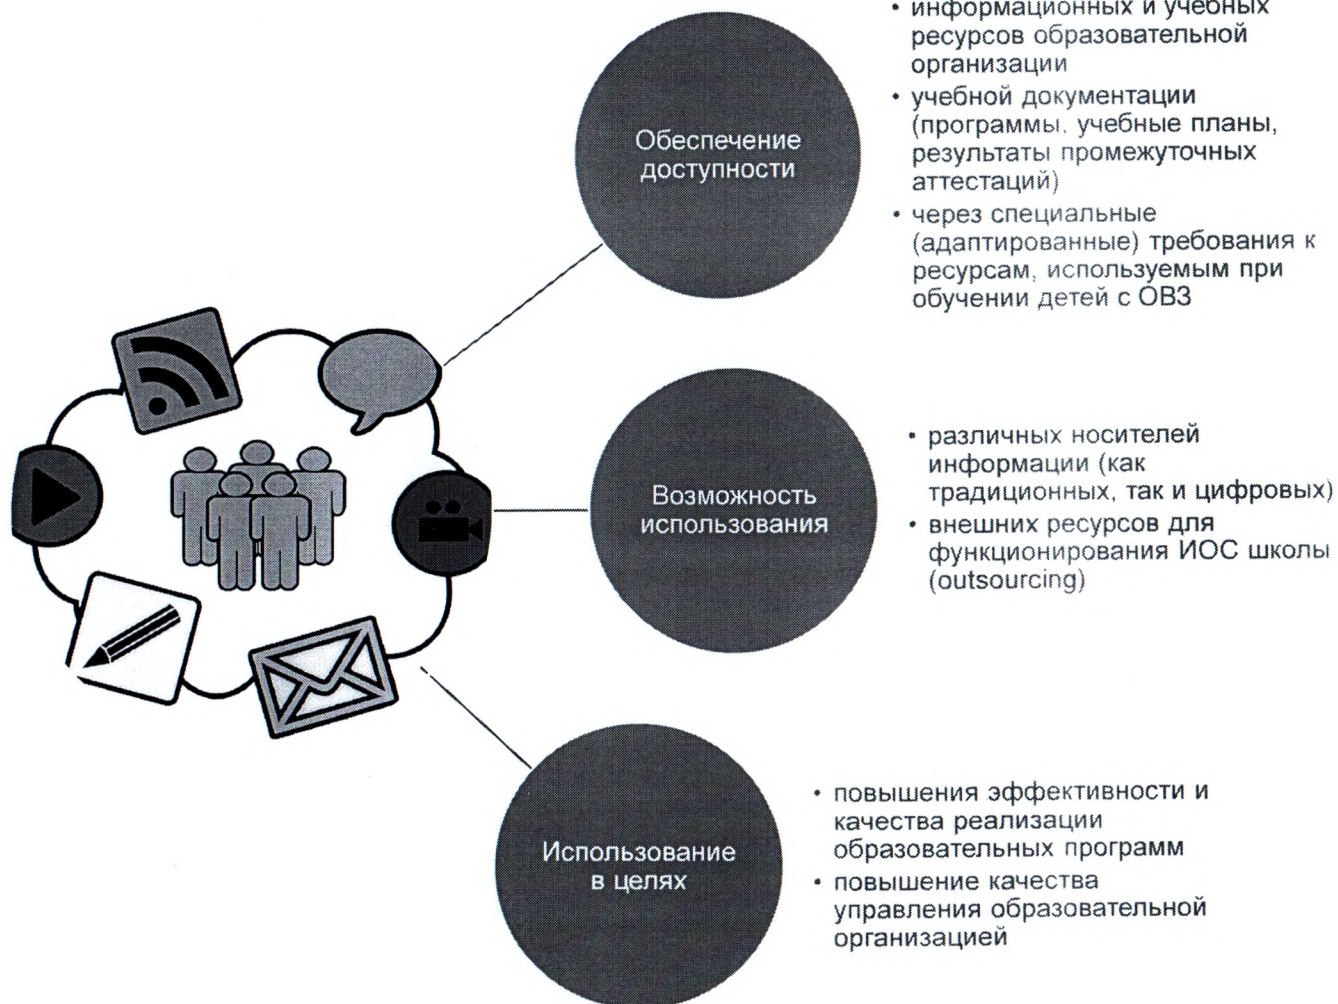 Обеспечение
доступности
• информационных и учебных
ресурсов образовательной
организации
• учебной документации
(программы, учебные планы,
результаты промежуточных
аттестаций)
• через специальные
(адаптированные) требования к
ресурсам, используемым при
обучении детей с ОВЗ
Возможность
использования
• различных носителей
информации (как
традиционных, так и цифровых)
• внешних ресурсов для
функционирования ИОС школы
(outsourcing)
Использование
в целях
• повышения эффективности и
качества реализации
образовательных программ
• повышение качества
управления образовательной
организацией